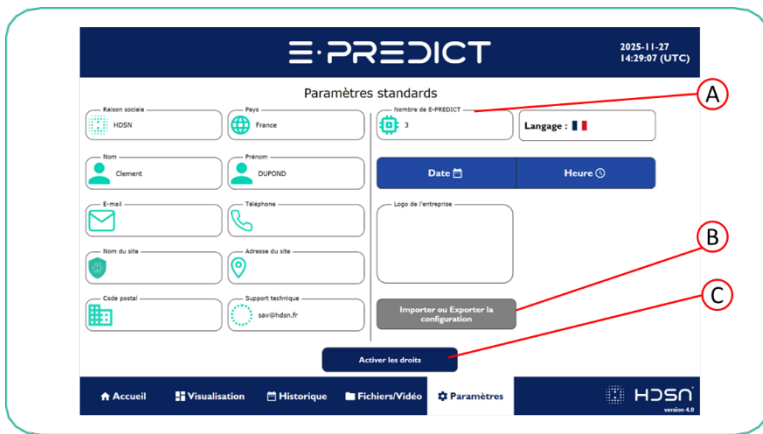 E·PREDICT
2025-11-27
14:29:07 (UTC)
Paramètres standards
A
Raison sociale
HDSN
Pays
France
Nombre de E-PREDICT
3
Langage :
Nom
Clement
Prénom
DUPOND
Date
Heure
E-mail
Téléphone
Logo de l'entreprise
B
Nom du site
Adresse du site
C
Code postal
Support technique
sav@hdsn.fr
Importer ou Exporter la
configuration
Activer les droits
Accueil
Visualisation
Historique
Fichiers/Vidéo
Paramètres
HDSN
version 4.0